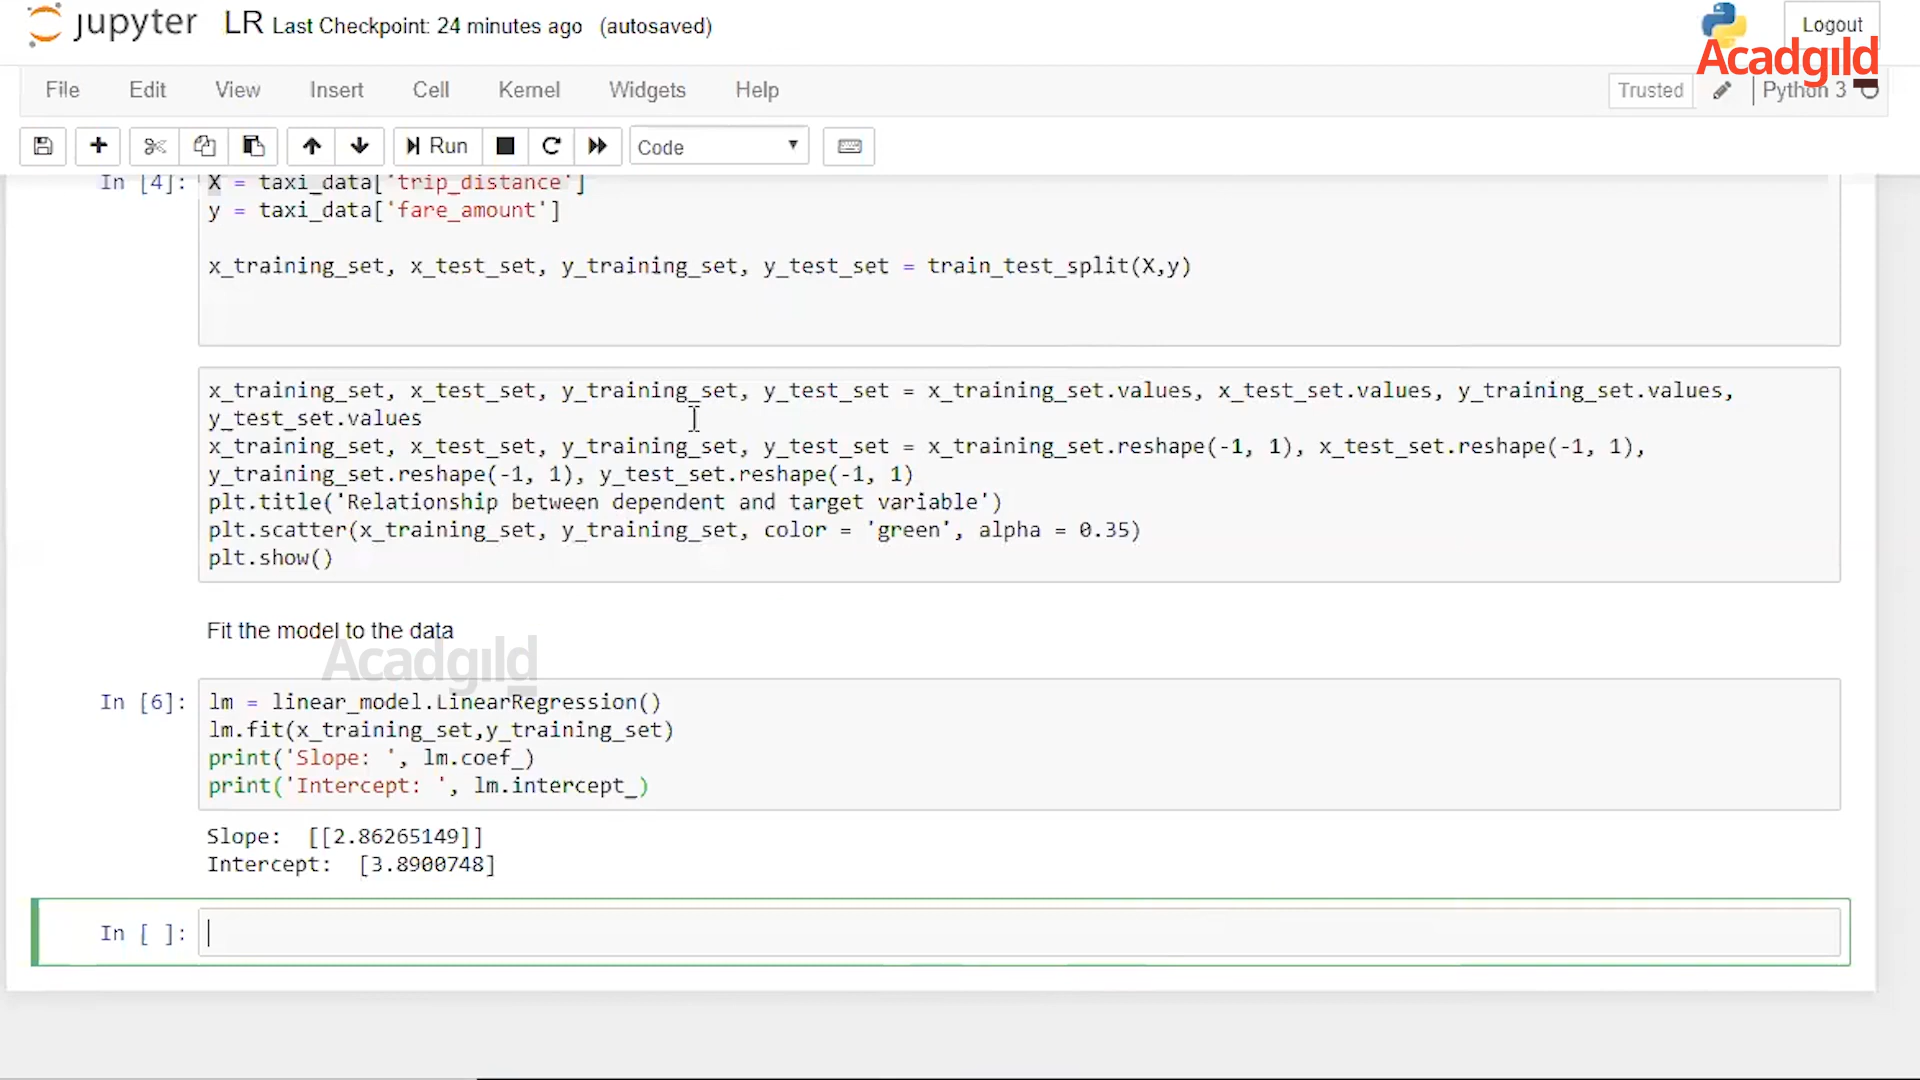 jupyter LR Last Checkpoint: 24 minutes ago (autosaved)
Logout
Acadgild
File Edit View Insert Cell Kernel Widgets Help
Trusted Python 3
Run Code
In [4]: X = taxi_data['trip_distance']
y = taxi_data['fare_amount']
x_training_set, x_test_set, y_training_set, y_test_set = train_test_split(X,y)
x_training_set, x_test_set, y_training_set, y_test_set = x_training_set.values, x_test_set.values, y_training_set.values,
y_test_set.values
x_training_set, x_test_set, y_training_set, y_test_set = x_training_set.reshape(-1, 1), x_test_set.reshape(-1, 1),
y_training_set.reshape(-1, 1), y_test_set.reshape(-1, 1)
plt.title('Relationship between dependent and target variable')
plt.scatter(x_training_set, y_training_set, color = 'green', alpha = 0.35)
plt.show()
Fit the model to the data
Acadgild
In [6]: lm = linear_model.LinearRegression()
lm.fit(x_training_set,y_training_set)
print('Slope: ', lm.coef_)
print('Intercept: ', lm.intercept_)
Slope:  [[2.86265149]]
Intercept:  [3.8900748]
In [ ]: